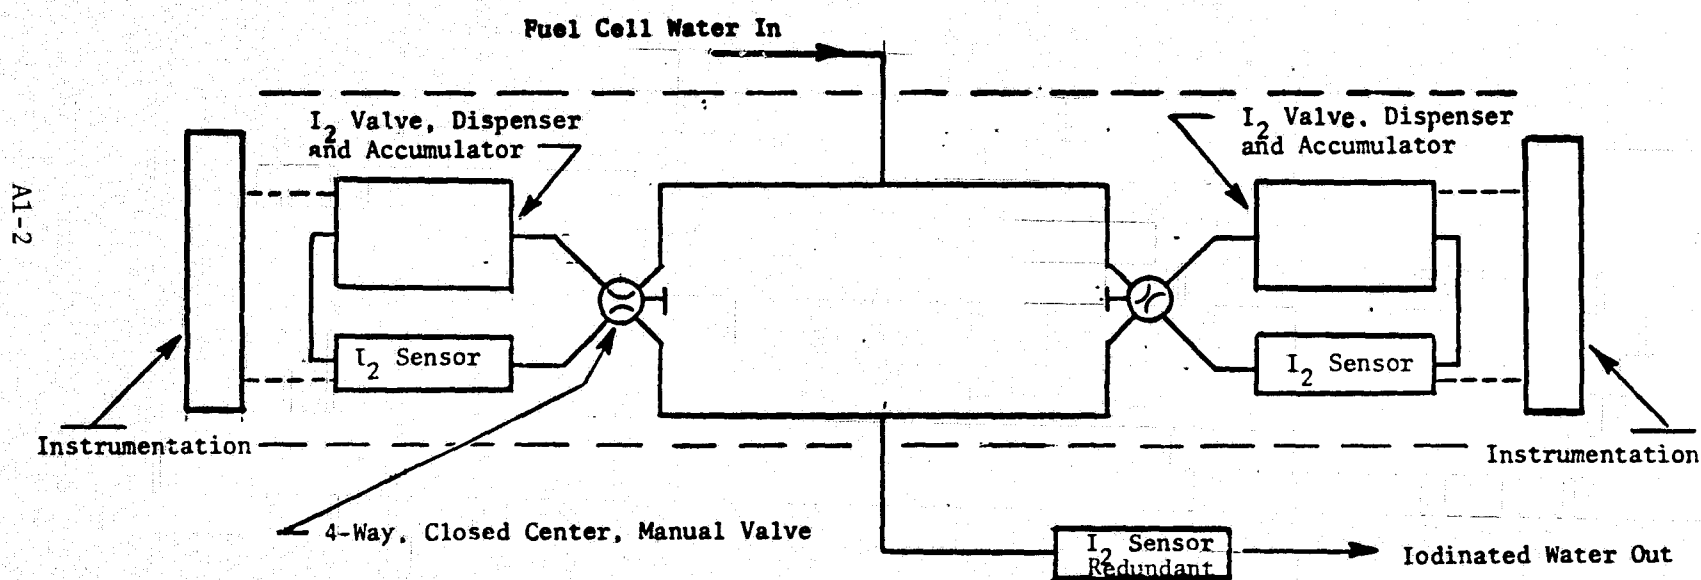 Fuel Cell Water In
I2 Valve, Dispenser
and Accumulator
I2 Valve. Dispenser
and Accumulator
A1-2
I2 Sensor
I2 Sensor
Instrumentation
Instrumentation
4-Way, Closed Center, Manual Valve
I2 Sensor
Redundant
Iodinated Water Out